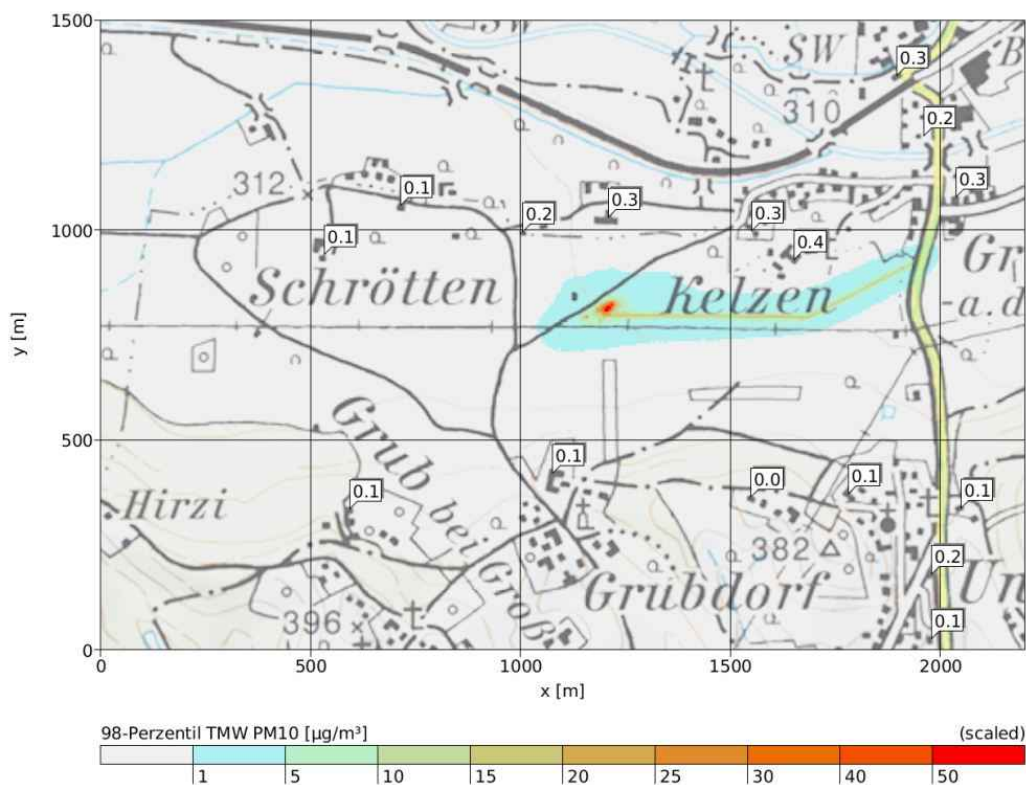 1500
SW
SW
B
0.3
310
0.2
312
0.1
0.3
0.3
1000
0.2
0.3
0.1
0.4
Schrötten
Kelzen
Gr
a.d
y [m]
500
Grub
bei
Groß
0.1
0.0
0.1
0.1
0.1
Hirzi
382
0.2
Grubdorf
Un
396
0.1
0
0
500
1000
1500
2000
x [m]
98-Perzentil TMW PM10 [µg/m³]
(scaled)
1
5
10
15
20
25
30
40
50